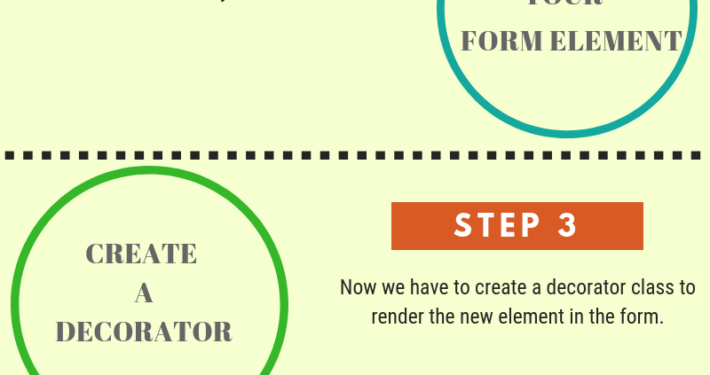 YOUR
FORM ELEMENT
CREATE
A
DECORATOR
STEP 3
Now we have to create a decorator class to
render the new element in the form.